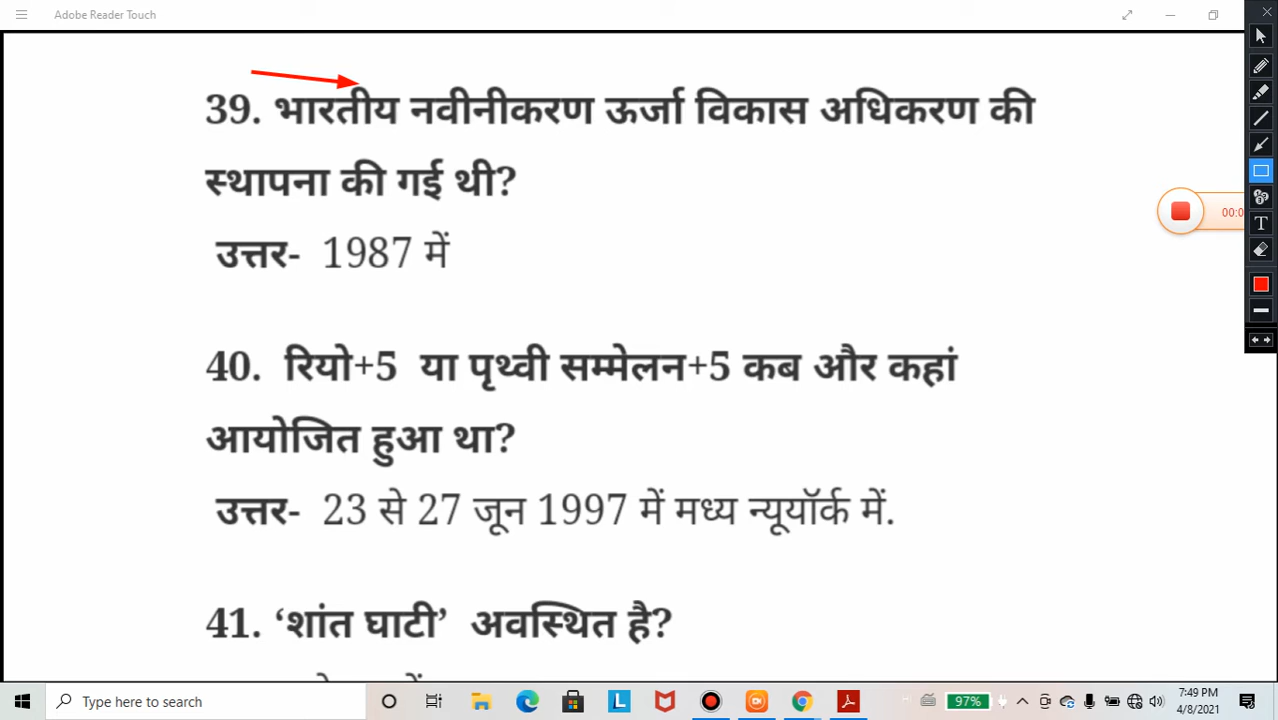 Adobe Reader Touch
39. भारतीय नवीनीकरण ऊर्जा विकास अधिकरण की
स्थापना की गई थी?
उत्तर- 1987 में
00:0
40. रियो+5 या पृथ्वी सम्मेलन+5 कब और कहां
आयोजित हुआ था?
उत्तर- 23 से 27 जून 1997 में मध्य न्यूयॉर्क में.
41. ‘शांत घाटी’ अवस्थित है?
Type here to search
97%
7:49 PM
4/8/2021